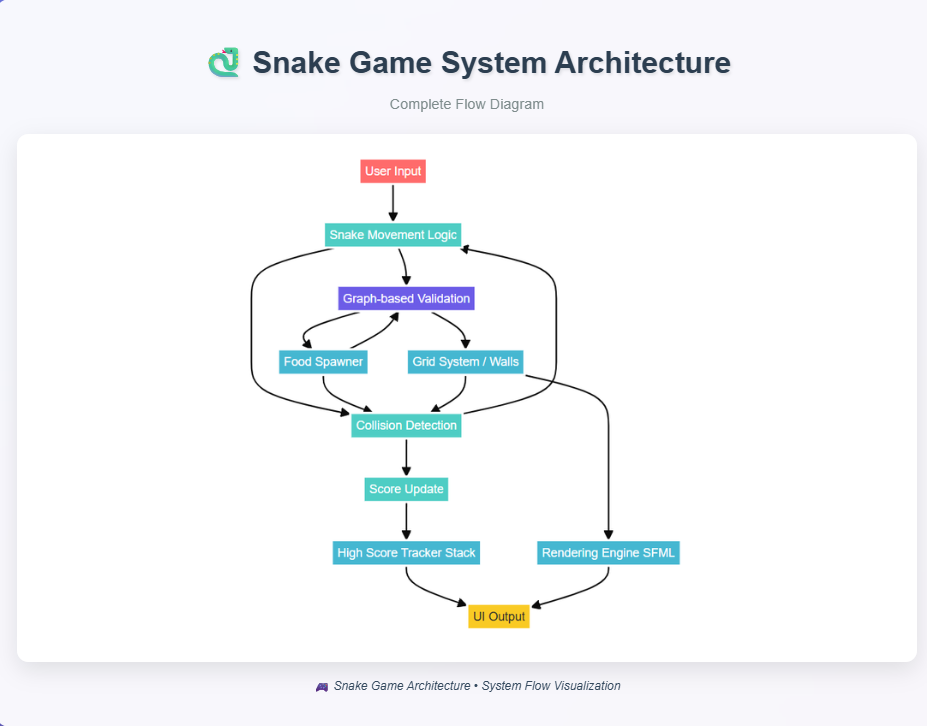 Snake Game System Architecture
Complete Flow Diagram
User Input
Snake Movement Logic
Graph-based Validation
Food Spawner
Grid System / Walls
Collision Detection
Score Update
High Score Tracker Stack
Rendering Engine SFML
UI Output
Snake Game Architecture • System Flow Visualization